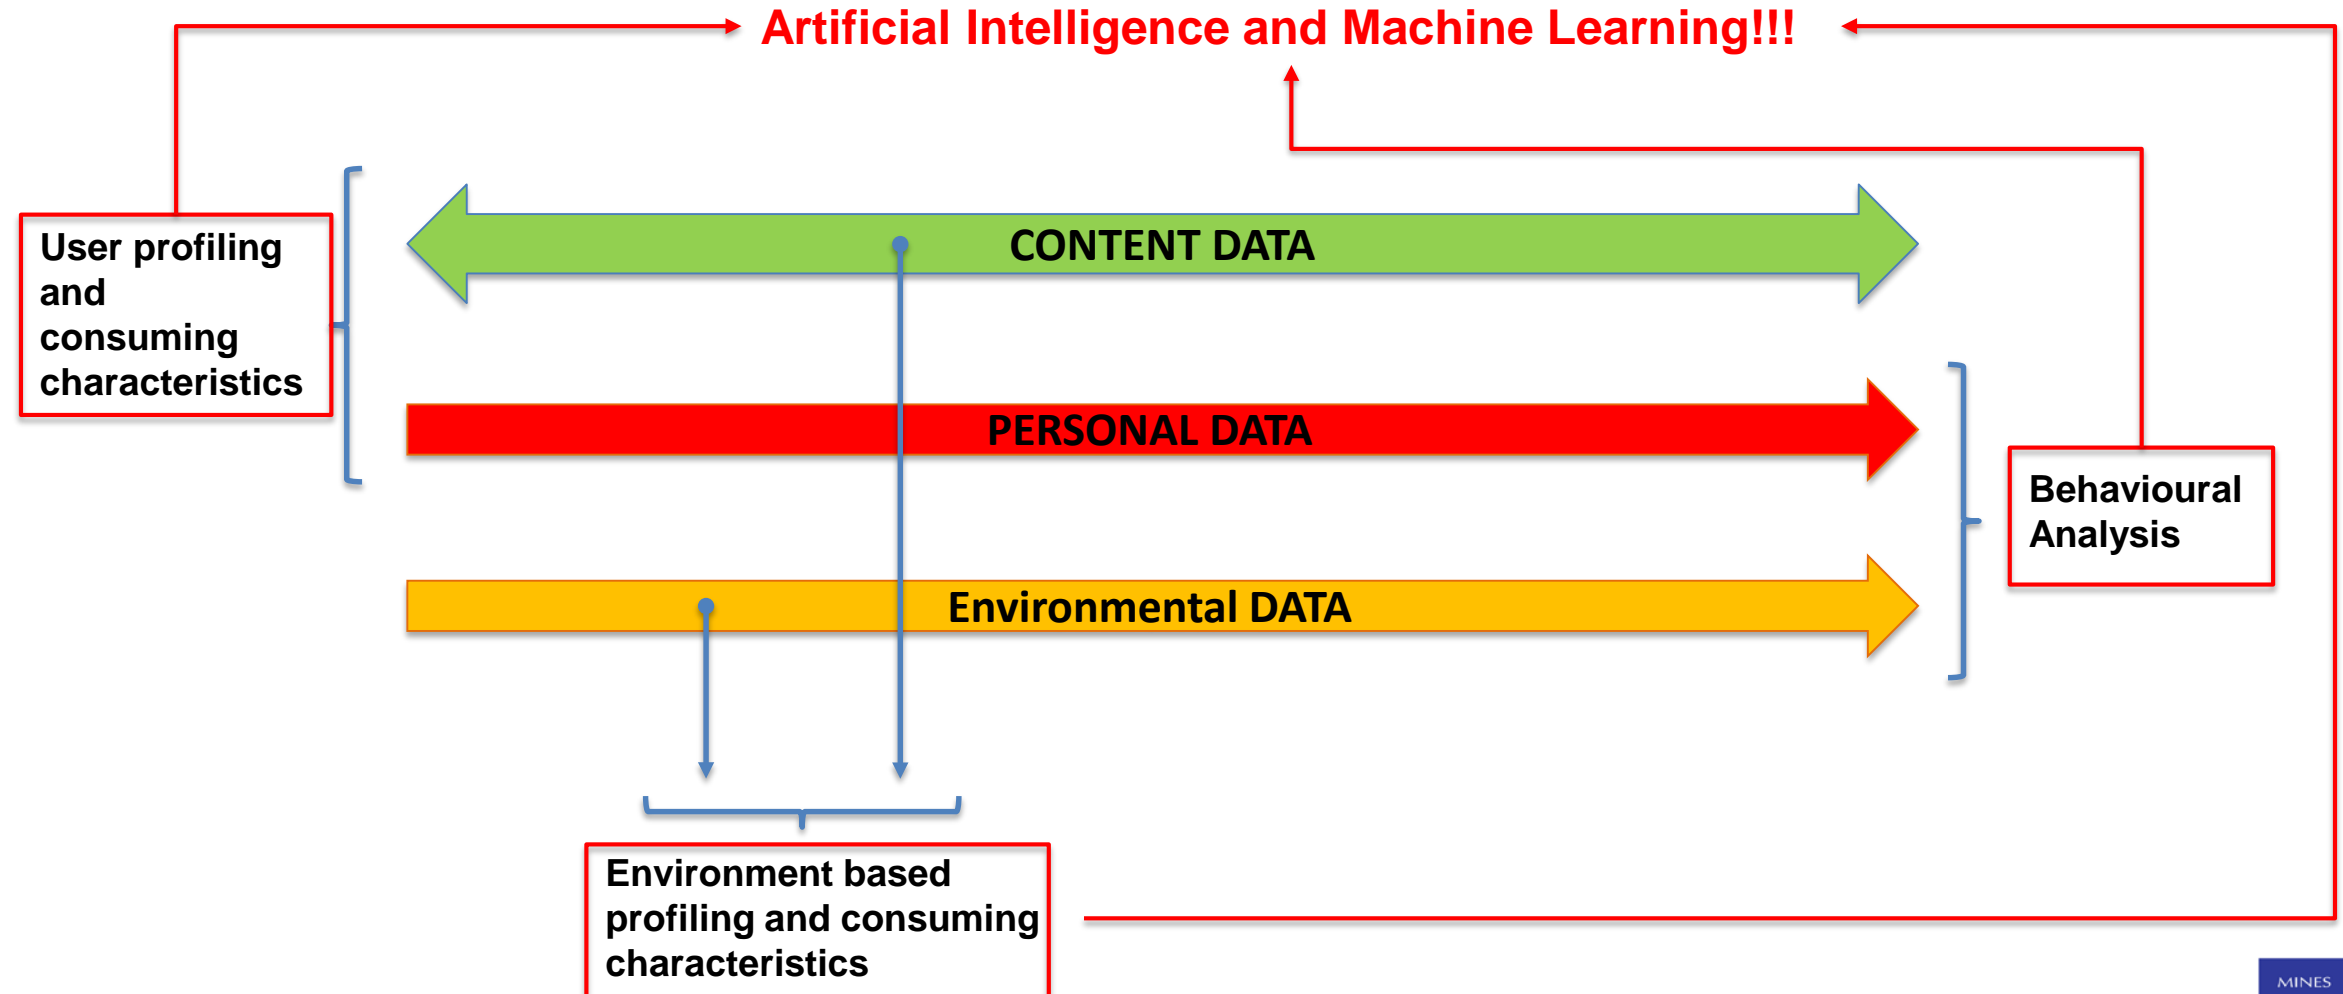 Artificial Intelligence and Machine Learning!!!
User profiling
and
consuming
characteristics
CONTENT DATA
PERSONAL DATA
Environmental DATA
Behavioural
Analysis
Environment based
profiling and consuming
characteristics
MINES